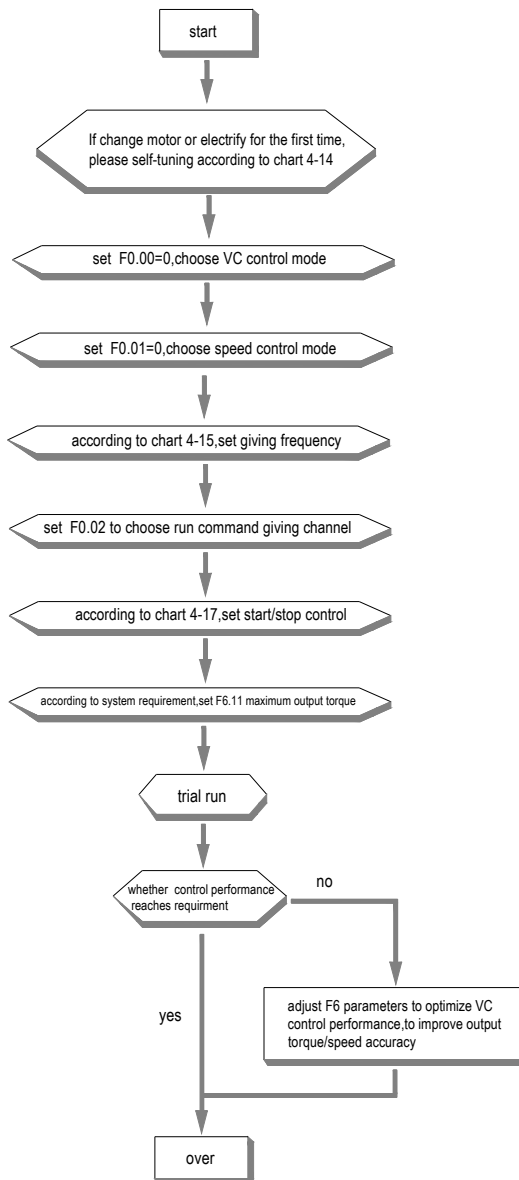 start
If change motor or electrify for the first time,
please self-tuning according to chart 4-14
set F0.00=0,choose VC control mode
set F0.01=0,choose speed control mode
according to chart 4-15,set giving frequency
set F0.02 to choose run command giving channel
according to chart 4-17,set start/stop control
according to system requirement,set F6.11 maximum output torque
trial run
whether control performance
reaches requirment
no
yes
adjust F6 parameters to optimize VC
control performance,to improve output
torque/speed accuracy
over